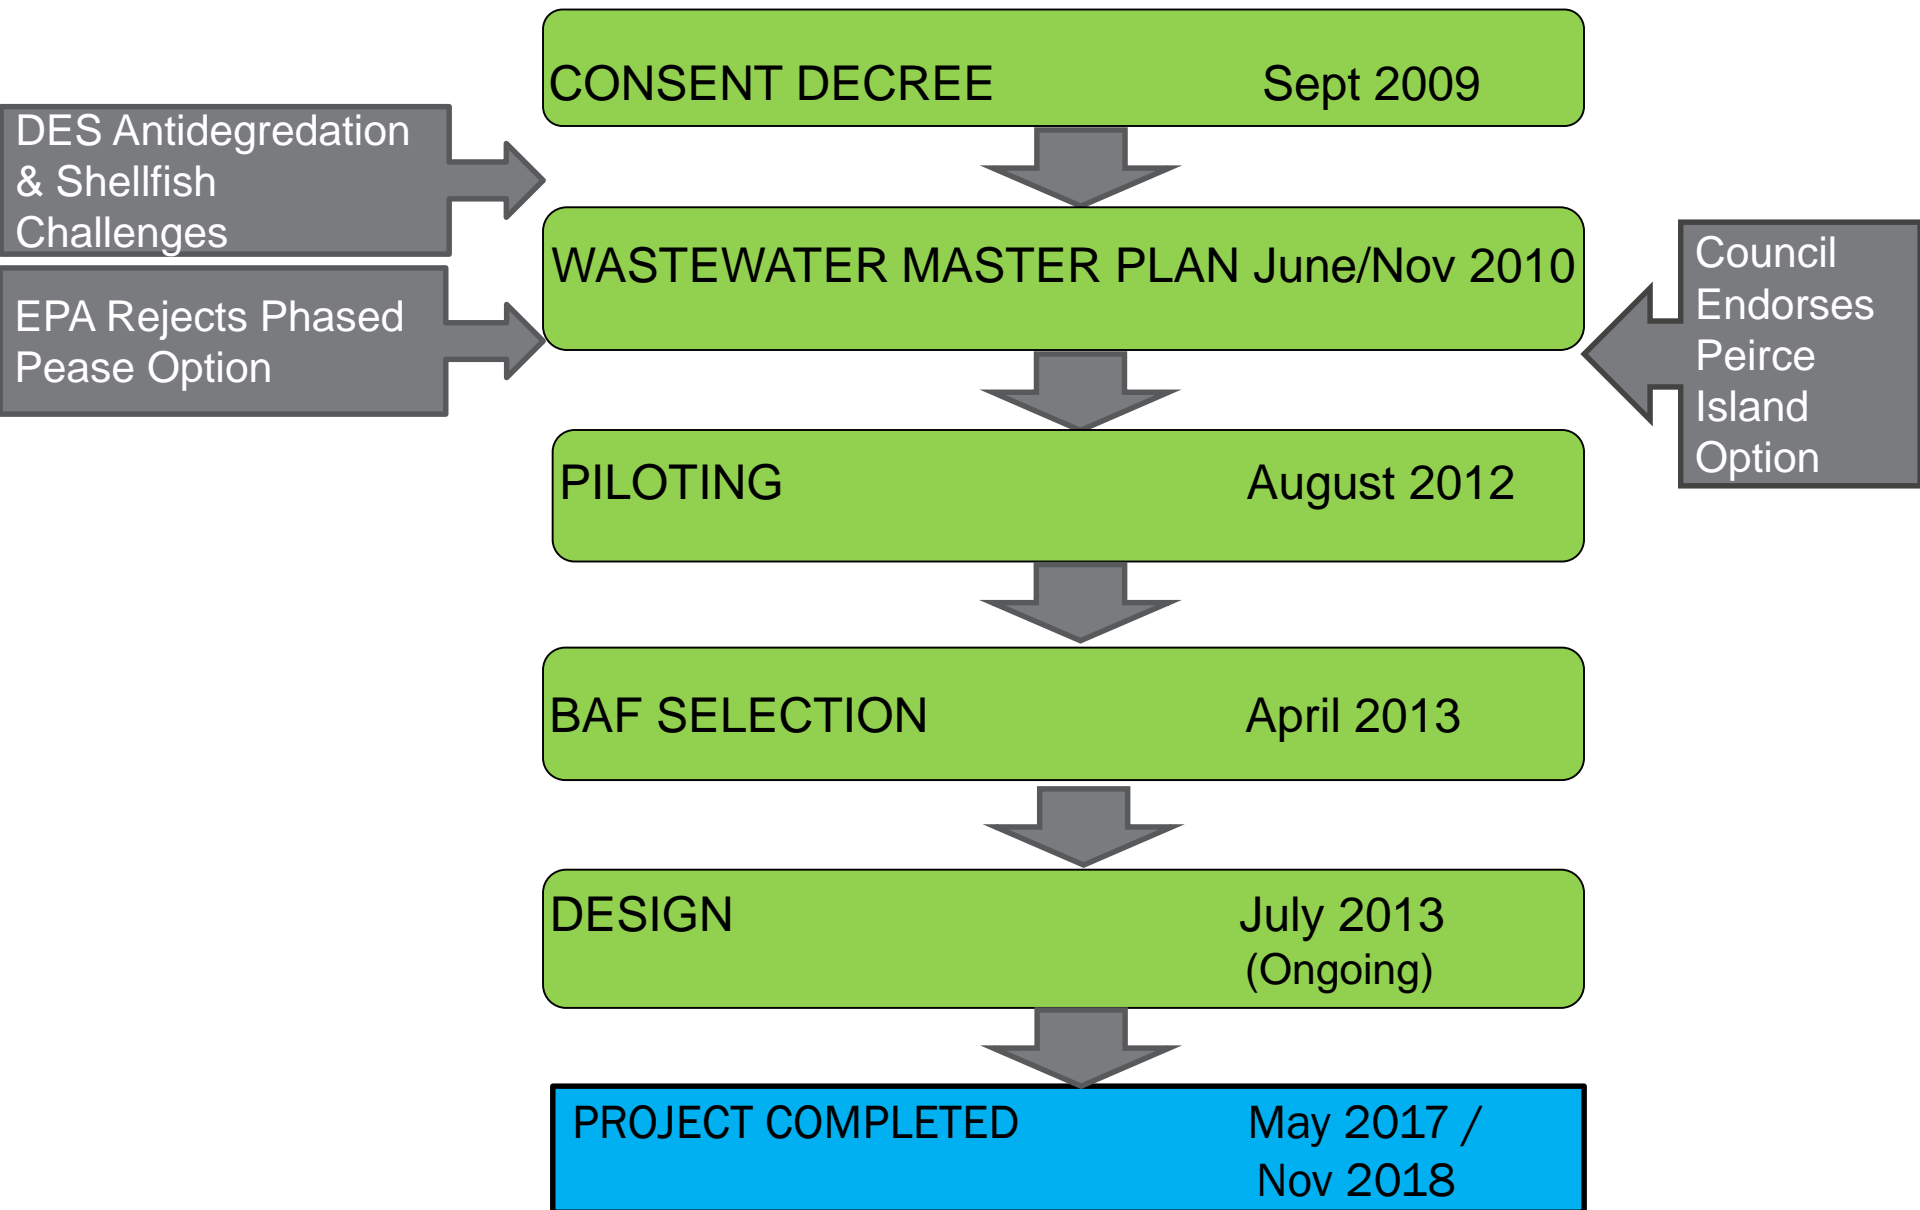 CONSENT DECREE Sept 2009
DES Antidegredation
& Shellfish
Challenges
WASTEWATER MASTER PLAN June/Nov 2010
EPA Rejects Phased
Pease Option
Council
Endorses
Peirce
Island
Option
PILOTING August 2012
BAF SELECTION April 2013
DESIGN July 2013
(Ongoing)
PROJECT COMPLETED May 2017 /
Nov 2018